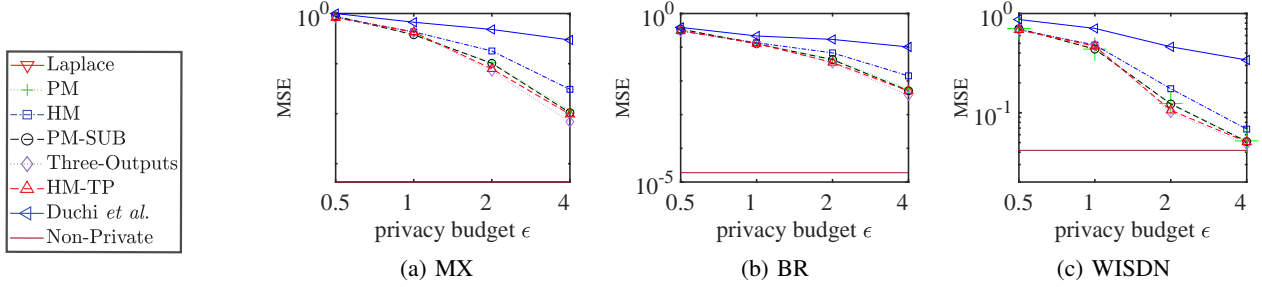 Laplace
PM
HM
PM-SUB
Three-Outputs
HM-TP
Duchi et al.
Non-Private
MSE
10^0
0.5 1 2 4
privacy budget ϵ
(a) MX
MSE
10^0
10^-5
0.5 1 2 4
privacy budget ϵ
(b) BR
MSE
10^0
10^-1
0.5 1 2 4
privacy budget ϵ
(c) WISDN